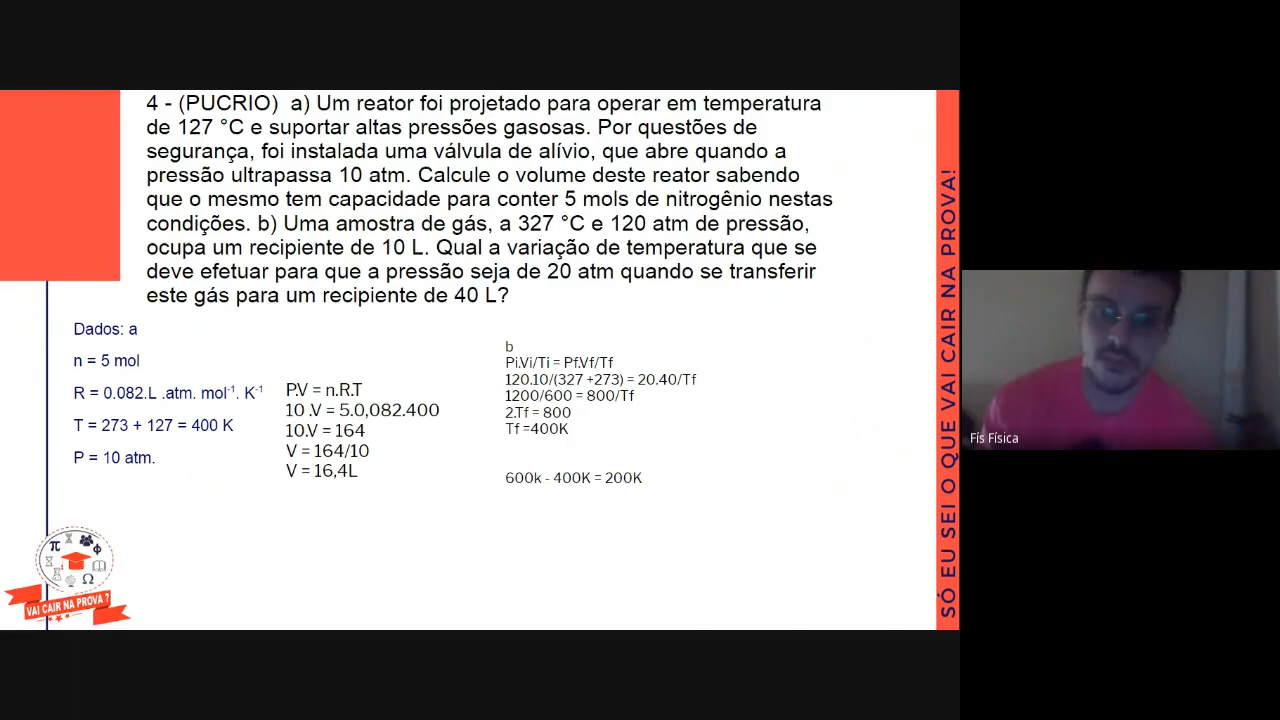 4 - (PUCRIO)  a) Um reator foi projetado para operar em temperatura
de 127 °C e suportar altas pressões gasosas. Por questões de
segurança, foi instalada uma válvula de alívio, que abre quando a
pressão ultrapassa 10 atm. Calcule o volume deste reator sabendo
que o mesmo tem capacidade para conter 5 mols de nitrogênio nestas
condições. b) Uma amostra de gás, a 327 °C e 120 atm de pressão,
ocupa um recipiente de 10 L. Qual a variação de temperatura que se
deve efetuar para que a pressão seja de 20 atm quando se transferir
este gás para um recipiente de 40 L?
Dados: a
n = 5 mol
R = 0.082.L .atm. mol⁻¹. K⁻¹
T = 273 + 127 = 400 K
P = 10 atm.
P.V = n.R.T
10 .V = 5.0,082.400
10.V = 164
V = 164/10
V = 16,4L
b
Pi.Vi/Ti = Pf.Vf/Tf
120.10/(327 +273) = 20.40/Tf
1200/600 = 800/Tf
2.Tf = 800
Tf =400K
600k - 400K = 200K
SÓ EU SEI O QUE VAI CAIR NA PROVA!
Fís Física
π
Φ
Ω
VAI CAIR NA PROVA ?